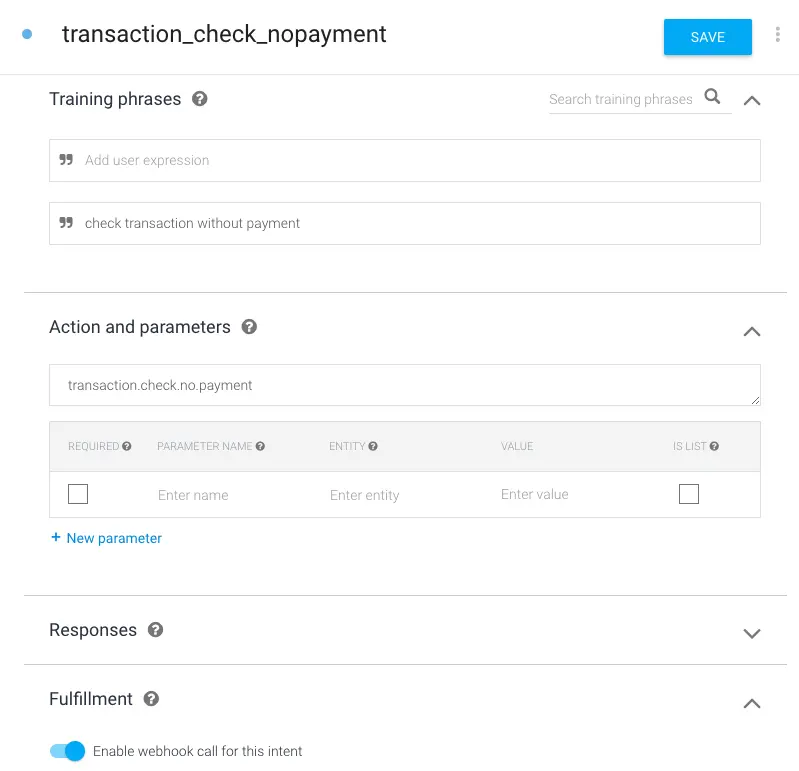 transaction_check_nopayment
SAVE
Training phrases
Search training phrases
Add user expression
check transaction without payment
Action and parameters
transaction.check.no.payment
REQUIRED PARAMETER NAME ENTITY VALUE IS LIST
Enter name Enter entity Enter value
+ New parameter
Responses
Fulfillment
Enable webhook call for this intent